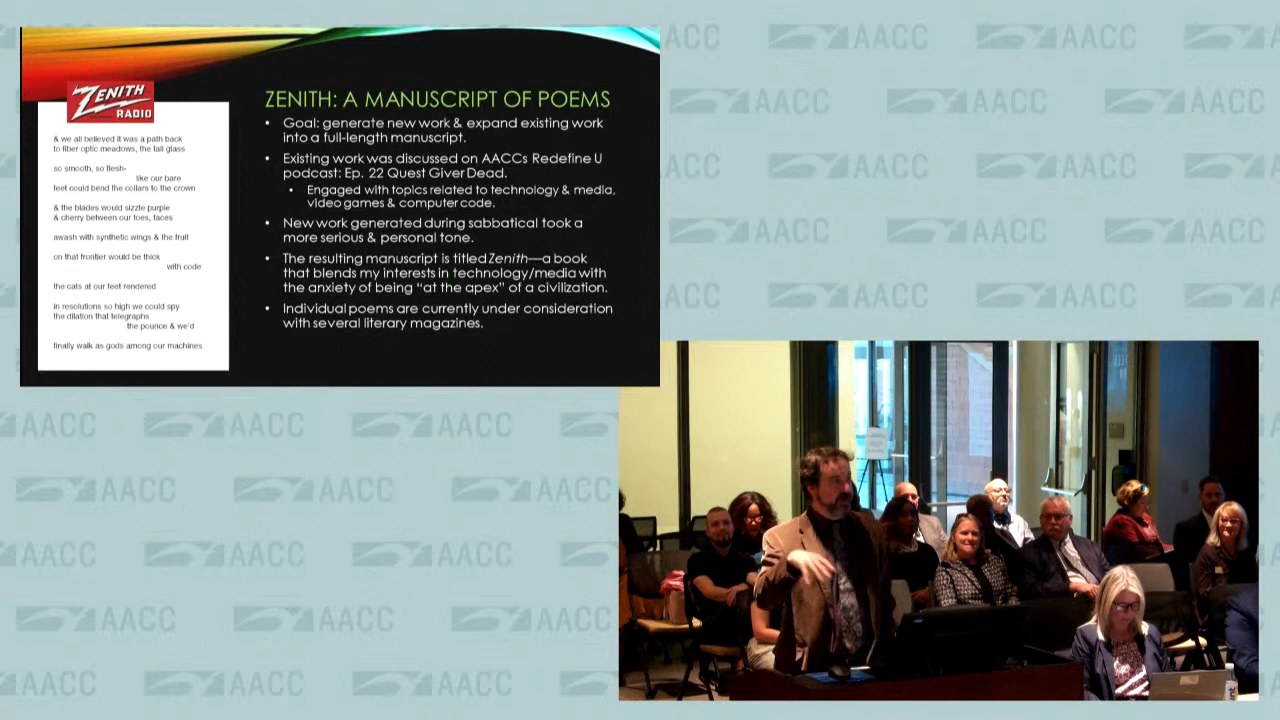 ZENITH
RADIO
& we all believed it was a path back
to fiber optic meadows, the tall glass
so smooth, so flesh-
like our bare
feet could bend the collars to the crown
& the blades would sizzle purple
& cherry between our toes, faces
awash with synthetic wings & the fruit
on that frontier would be thick
with code
the cats at our feet rendered
in resolutions so high we could spy
the dilation that telegraphs
the pounce & we'd
finally walk as gods among our machines
ZENITH: A MANUSCRIPT OF POEMS
• Goal: generate new work & expand existing work
into a full-length manuscript.
• Existing work was discussed on AACCs Redefine U
podcast: Ep. 22 Quest Giver Dead.
• Engaged with topics related to technology & media,
video games & computer code.
• New work generated during sabbatical took a
more serious & personal tone.
• The resulting manuscript is titled Zenith—a book
that blends my interests in technology/media with
the anxiety of being “at the apex” of a civilization.
• Individual poems are currently under consideration
with several literary magazines.
AACC